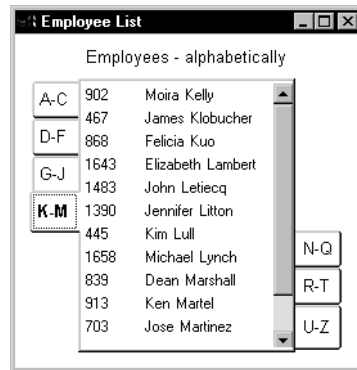 Employee List
Employees - alphabetically
A-C
D-F
G-J
K-M
902 Moira Kelly
467 James Klobucher
868 Felicia Kuo
1643 Elizabeth Lambert
1483 John Letiecq
1390 Jennifer Litton
445 Kim Lull
1658 Michael Lynch
839 Dean Marshall
913 Ken Martel
703 Jose Martinez
N-Q
R-T
U-Z